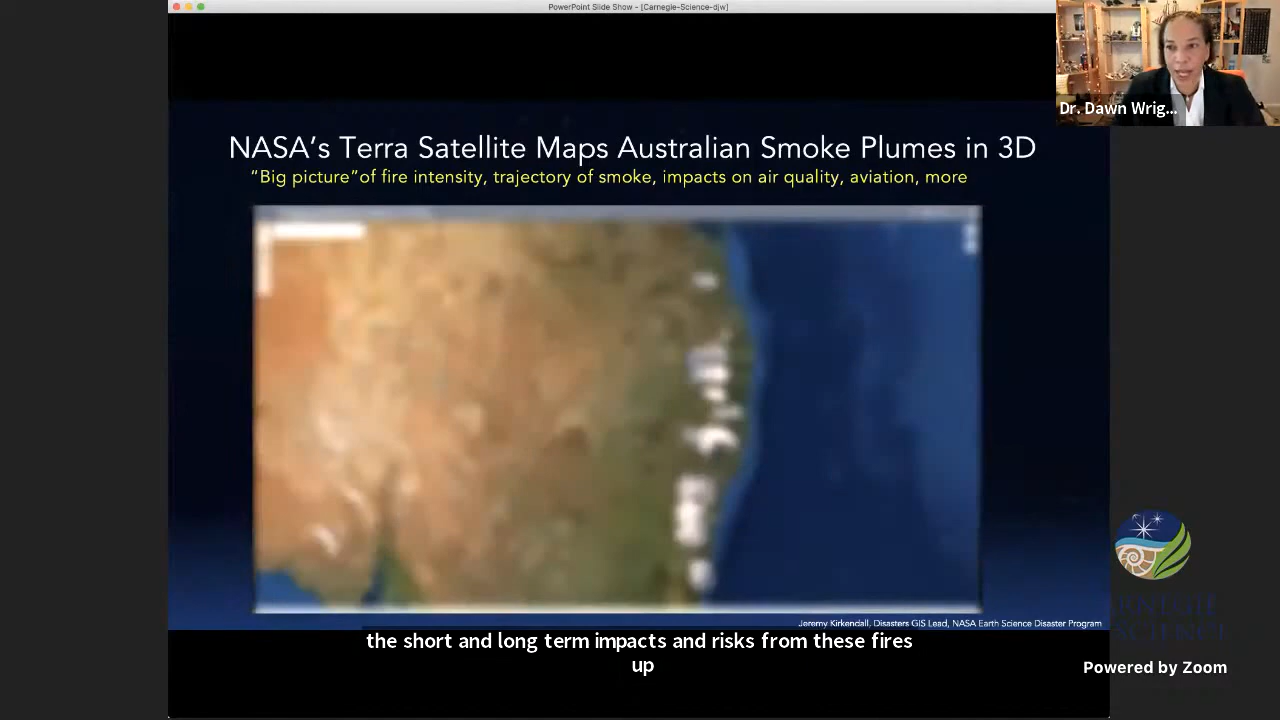 PowerPoint Slide Show - [Carnegie-Science-djw]
Dr. Dawn Wrig...
NASA's Terra Satellite Maps Australian Smoke Plumes in 3D
"Big picture"of fire intensity, trajectory of smoke, impacts on air quality, aviation, more
Jeremy Kirkendall, Disasters GIS Lead, NASA Earth Science Disaster Program
SCIENCE
the short and long term impacts and risks from these fires
up
Powered by Zoom